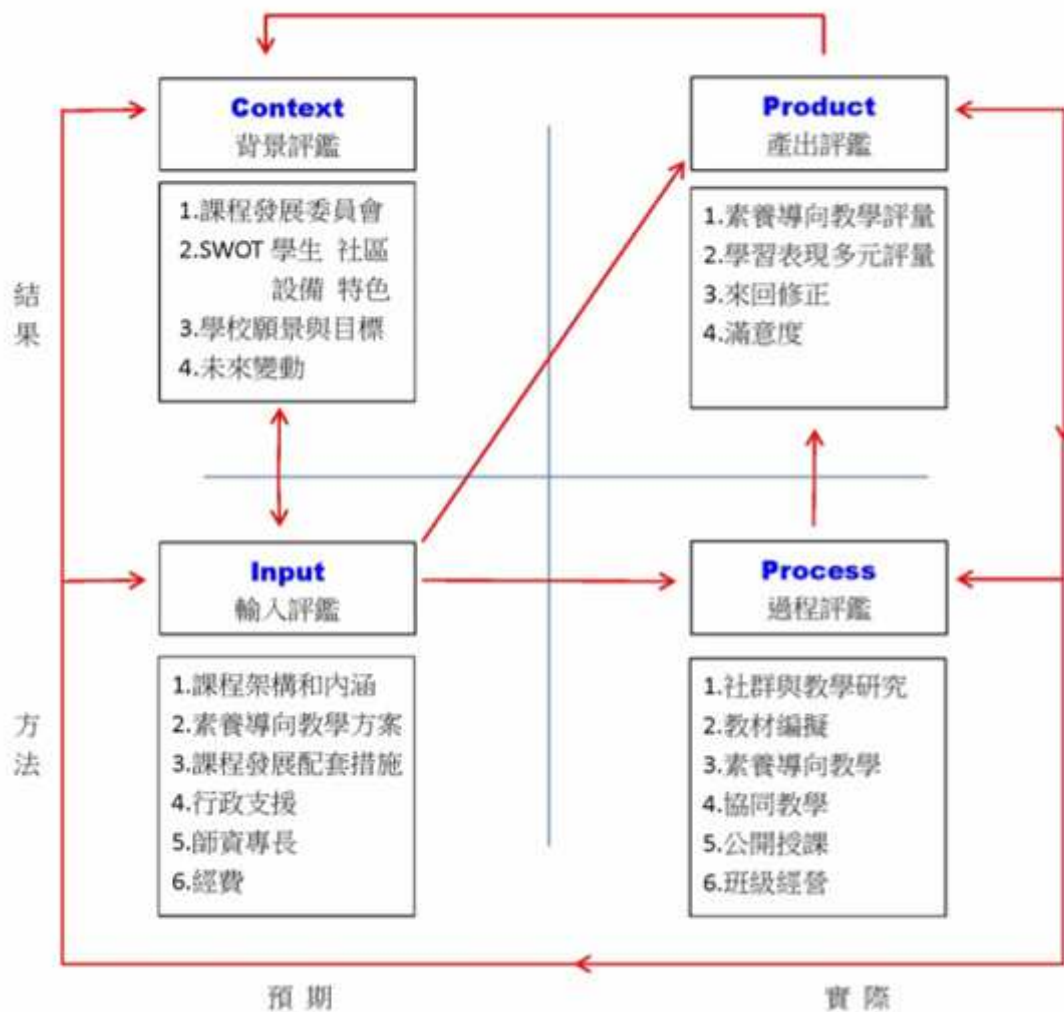 Context
背景評鑑
1.課程發展委員會
2.SWOT 學生 社區
設備 特色
3.學校願景與目標
4.未來變動
Product
產出評鑑
1.素養導向教學評量
2.學習表現多元評量
3.來回修正
4.滿意度
結果
Input
輸入評鑑
1.課程架構和內涵
2.素養導向教學方案
3.課程發展配套措施
4.行政支援
5.師資專長
6.經費
Process
過程評鑑
1.社群與教學研究
2.教材編擬
3.素養導向教學
4.協同教學
5.公開授課
6.班級經營
方法
預期
實際